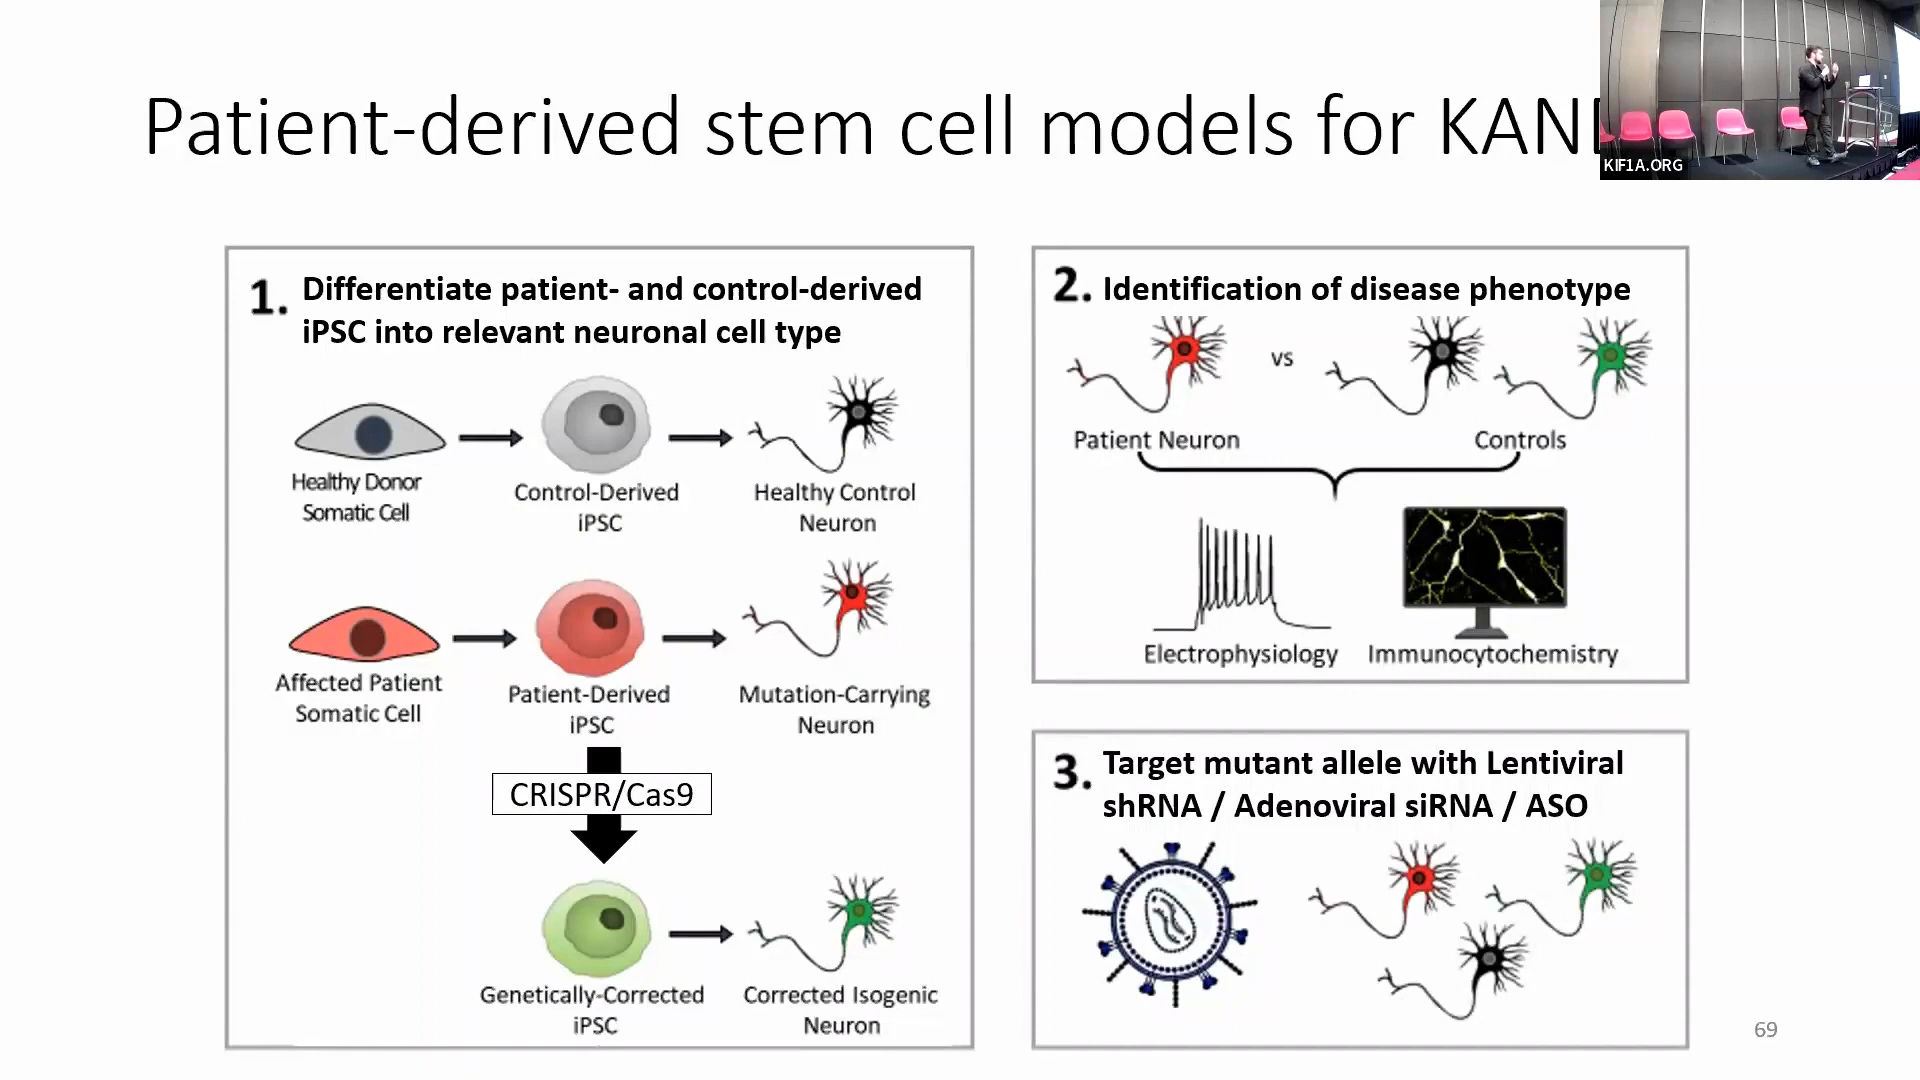 Patient-derived stem cell models for KAN
KIF1A.ORG
1. Differentiate patient- and control-derived
iPSC into relevant neuronal cell type
Healthy Donor
Somatic Cell
Control-Derived
iPSC
Healthy Control
Neuron
Affected Patient
Somatic Cell
Patient-Derived
iPSC
Mutation-Carrying
Neuron
CRISPR/Cas9
Genetically-Corrected
iPSC
Corrected Isogenic
Neuron
2. Identification of disease phenotype
vs
Patient Neuron
Controls
Electrophysiology
Immunocytochemistry
3. Target mutant allele with Lentiviral
shRNA / Adenoviral siRNA / ASO
69